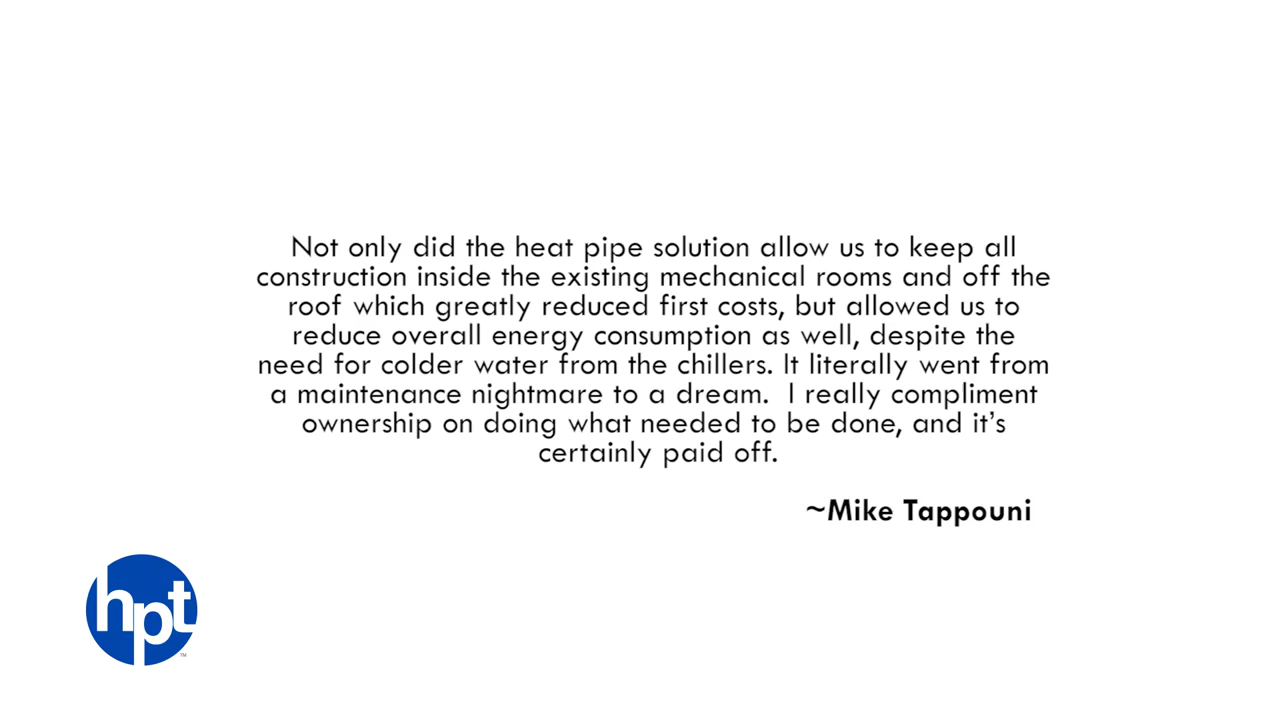 Not only did the heat pipe solution allow us to keep all
construction inside the existing mechanical rooms and off the
roof which greatly reduced first costs, but allowed us to
reduce overall energy consumption as well, despite the
need for colder water from the chillers. It literally went from
a maintenance nightmare to a dream.  I really compliment
ownership on doing what needed to be done, and it’s
certainly paid off.
~Mike Tappouni
hpt
™